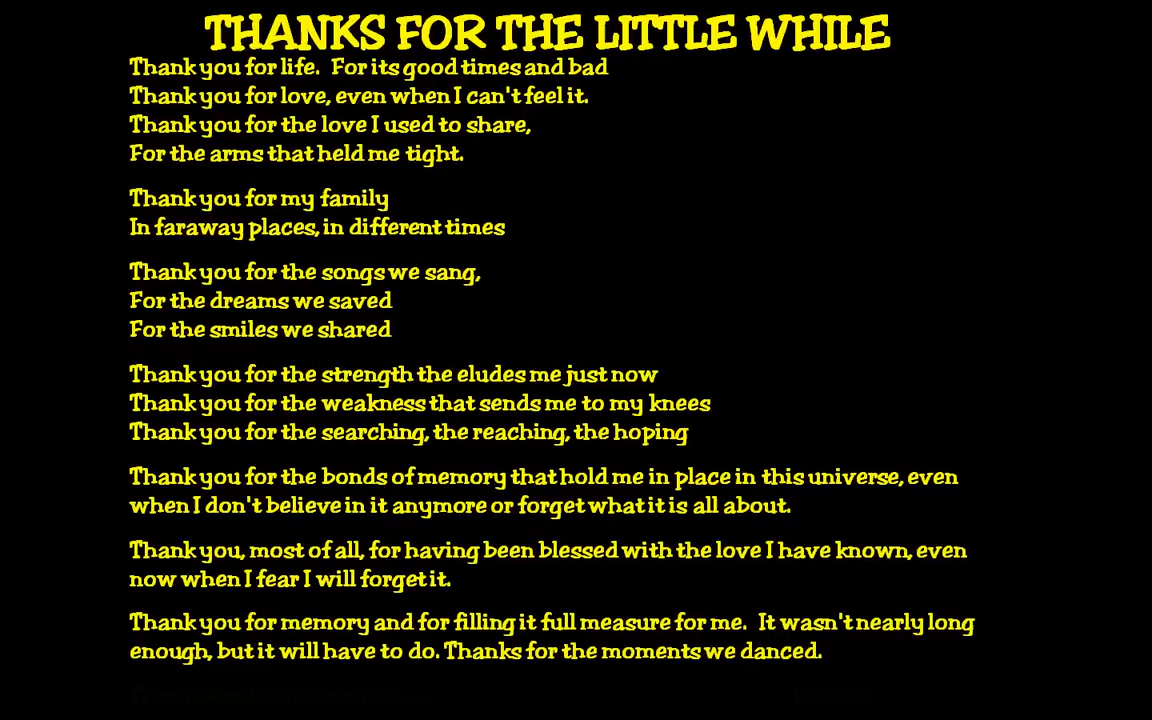 THANKS FOR THE LITTLE WHILE
Thank you for life.  For its good times and bad
Thank you for love, even when I can't feel it.
Thank you for the love I used to share,
For the arms that held me tight.
Thank you for my family
In faraway places, in different times
Thank you for the songs we sang,
For the dreams we saved
For the smiles we shared
Thank you for the strength the eludes me just now
Thank you for the weakness that sends me to my knees
Thank you for the searching, the reaching, the hoping
Thank you for the bonds of memory that hold me in place in this universe, even
when I don't believe in it anymore or forget what it is all about.
Thank you, most of all, for having been blessed with the love I have known, even
now when I fear I will forget it.
Thank you for memory and for filling it full measure for me.  It wasn't nearly long
enough, but it will have to do. Thanks for the moments we danced.